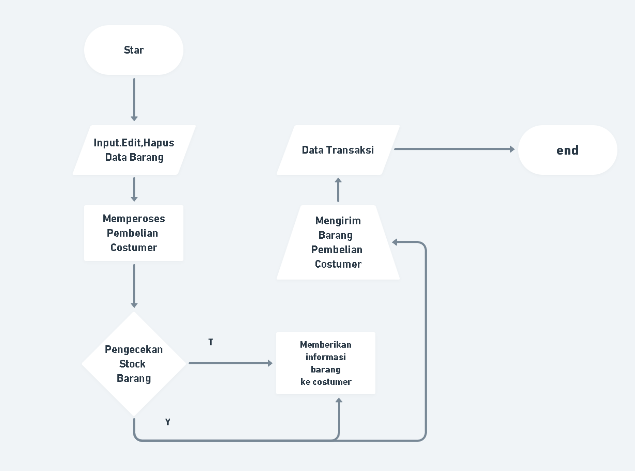 Star
Input.Edit,Hapus
Data Barang
Memperoses
Pembelian
Costumer
Pengecekan
Stock
Barang
T
Y
Memberikan
informasi
barang
ke costumer
Mengirim
Barang
Pembelian
Costumer
Data Transaksi
end